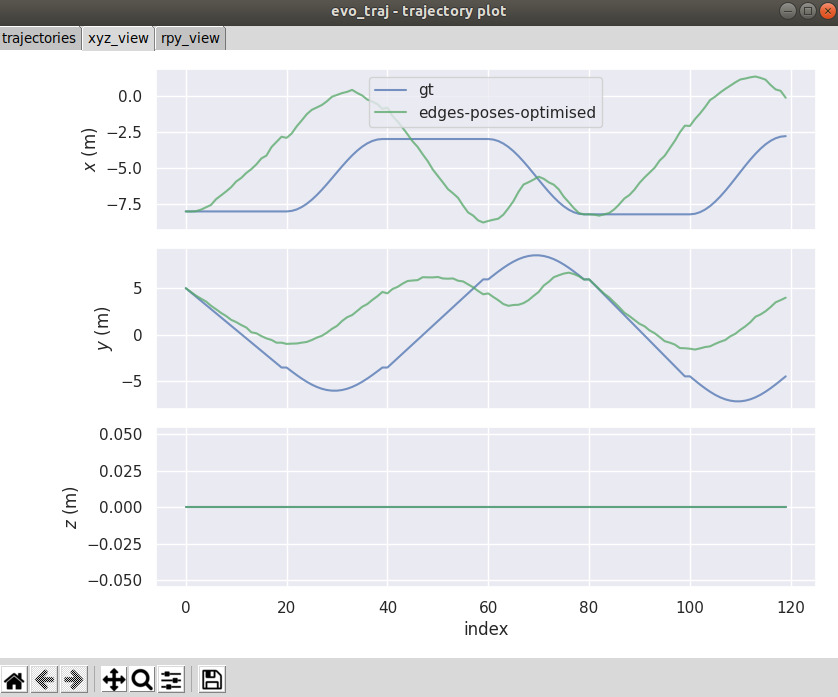 evo_traj - trajectory plot
trajectories xyz_view rpy_view
gt
edges-poses-optimised
0.0
−2.5
−5.0
−7.5
x (m)
5
0
−5
y (m)
0.050
0.025
0.000
−0.025
−0.050
z (m)
0 20 40 60 80 100 120
index